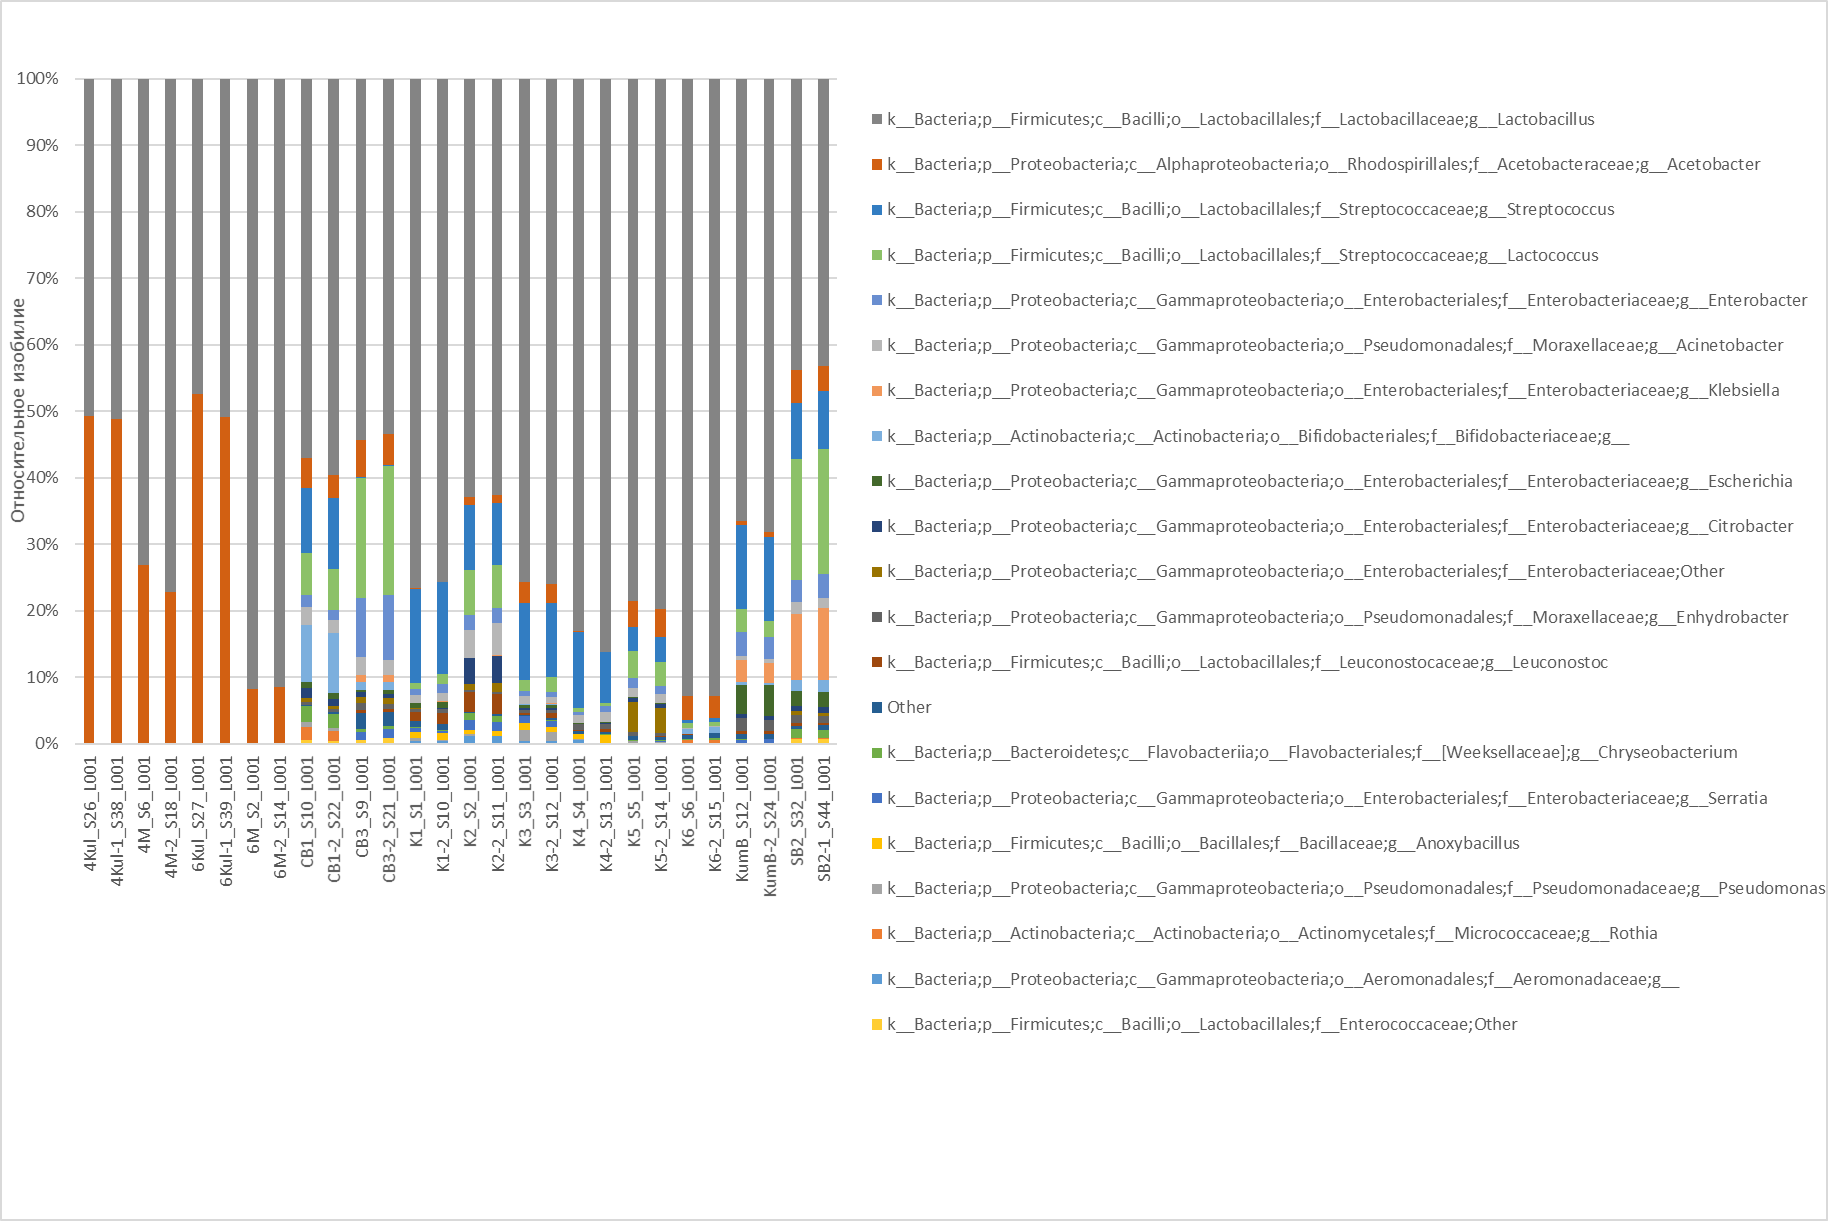 100%
90%
80%
70%
60%
50%
40%
30%
20%
10%
0%
Относительное изобилие
4Kul_S26_L001
4Kul-1_S38_L001
4M_S6_L001
4M-2_S18_L001
6Kul_S27_L001
6Kul-1_S39_L001
6M_S2_L001
6M-2_S14_L001
CB1_S10_L001
CB1-2_S22_L001
CB3_S9_L001
CB3-2_S21_L001
K1_S1_L001
K1-2_S10_L001
K2_S2_L001
K2-2_S11_L001
K3_S3_L001
K3-2_S12_L001
K4_S4_L001
K4-2_S13_L001
K5_S5_L001
K5-2_S14_L001
K6_S6_L001
K6-2_S15_L001
KumB_S12_L001
KumB-2_S24_L001
SB2_S32_L001
SB2-1_S44_L001
k__Bacteria;p__Firmicutes;c__Bacilli;o__Lactobacillales;f__Lactobacillaceae;g__Lactobacillus
k__Bacteria;p__Proteobacteria;c__Alphaproteobacteria;o__Rhodospirillales;f__Acetobacteraceae;g__Acetobacter
k__Bacteria;p__Firmicutes;c__Bacilli;o__Lactobacillales;f__Streptococcaceae;g__Streptococcus
k__Bacteria;p__Firmicutes;c__Bacilli;o__Lactobacillales;f__Streptococcaceae;g__Lactococcus
k__Bacteria;p__Proteobacteria;c__Gammaproteobacteria;o__Enterobacteriales;f__Enterobacteriaceae;g__Enterobacter
k__Bacteria;p__Proteobacteria;c__Gammaproteobacteria;o__Pseudomonadales;f__Moraxellaceae;g__Acinetobacter
k__Bacteria;p__Proteobacteria;c__Gammaproteobacteria;o__Enterobacteriales;f__Enterobacteriaceae;g__Klebsiella
k__Bacteria;p__Actinobacteria;c__Actinobacteria;o__Bifidobacteriales;f__Bifidobacteriaceae;g__
k__Bacteria;p__Proteobacteria;c__Gammaproteobacteria;o__Enterobacteriales;f__Enterobacteriaceae;g__Escherichia
k__Bacteria;p__Proteobacteria;c__Gammaproteobacteria;o__Enterobacteriales;f__Enterobacteriaceae;g__Citrobacter
k__Bacteria;p__Proteobacteria;c__Gammaproteobacteria;o__Enterobacteriales;f__Enterobacteriaceae;Other
k__Bacteria;p__Proteobacteria;c__Gammaproteobacteria;o__Pseudomonadales;f__Moraxellaceae;g__Enhydrobacter
k__Bacteria;p__Firmicutes;c__Bacilli;o__Lactobacillales;f__Leuconostocaceae;g__Leuconostoc
Other
k__Bacteria;p__Bacteroidetes;c__Flavobacteriia;o__Flavobacteriales;f__[Weeksellaceae];g__Chryseobacterium
k__Bacteria;p__Proteobacteria;c__Gammaproteobacteria;o__Enterobacteriales;f__Enterobacteriaceae;g__Serratia
k__Bacteria;p__Firmicutes;c__Bacilli;o__Bacillales;f__Bacillaceae;g__Anoxybacillus
k__Bacteria;p__Proteobacteria;c__Gammaproteobacteria;o__Pseudomonadales;f__Pseudomonadaceae;g__Pseudomonas
k__Bacteria;p__Actinobacteria;c__Actinobacteria;o__Actinomycetales;f__Micrococcaceae;g__Rothia
k__Bacteria;p__Proteobacteria;c__Gammaproteobacteria;o__Aeromonadales;f__Aeromonadaceae;g__
k__Bacteria;p__Firmicutes;c__Bacilli;o__Lactobacillales;f__Enterococcaceae;Other